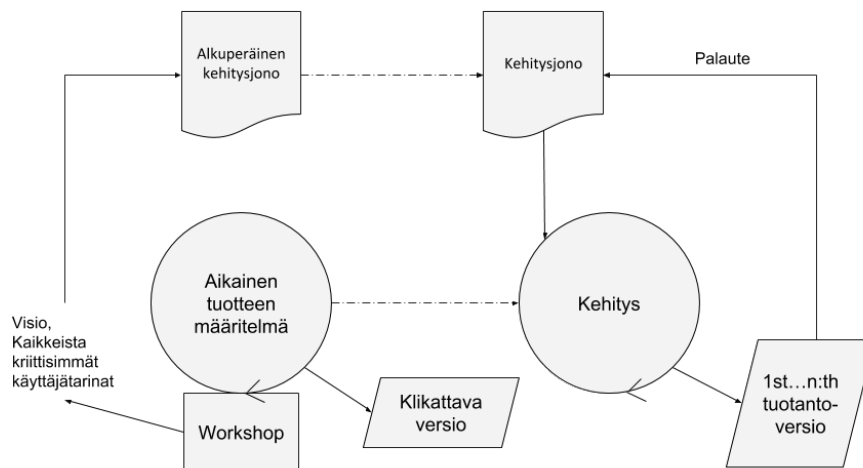 Alkuperäinen
kehitysjono
Kehitysjono
Palaute
Aikainen
tuotteen
määritelmä
Kehitys
Visio,
Kaikkeista
kriittisimmät
käyttäjätarinat
Workshop
Klikattava
versio
1st…n:th
tuotanto-
versio